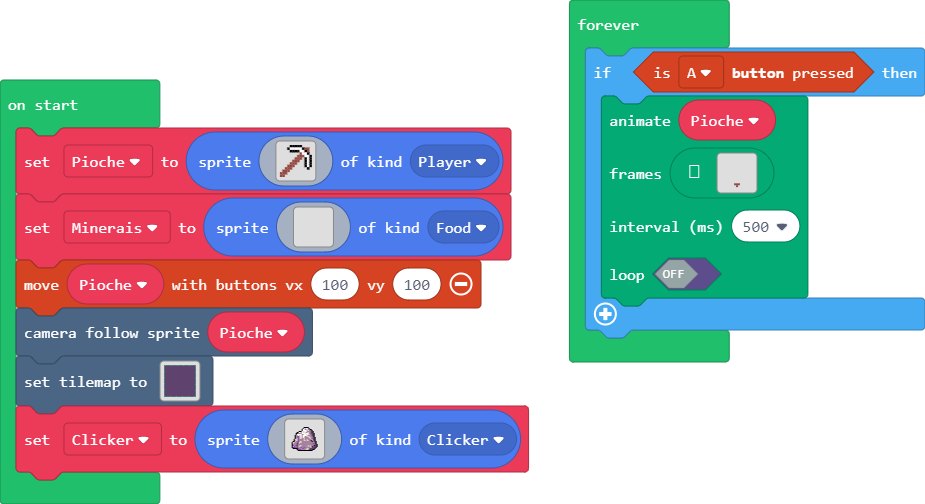 on start
set Pioche to sprite of kind Player
set Minerais to sprite of kind Food
move Pioche with buttons vx 100 vy 100
camera follow sprite Pioche
set tilemap to
set Clicker to sprite of kind Clicker
forever
if is A button pressed then
animate Pioche
frames
interval (ms) 500
loop OFF